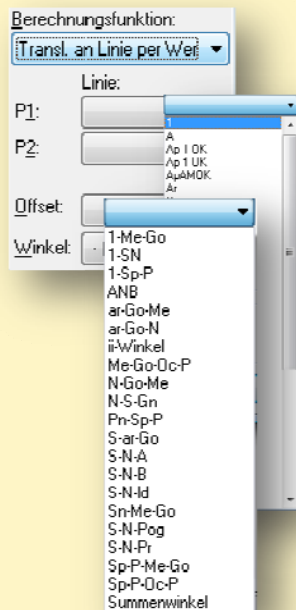 Berechnungsfunktion:
Transl. an Linie per Wer
Linie:
P1:
P2:
1
A
Ap 1 OK
Ap 1 UK
ApAMOK
Ar
Offset:
Winkel:
1-Me-Go
1-SN
1-Sp-P
ANB
ar-Go-Me
ar-Go-N
ii-Winkel
Me-Go-Oc-P
N-Go-Me
N-S-Gn
Pn-Sp-P
S-ar-Go
S-N-A
S-N-B
S-N-Id
Sn-Me-Go
S-N-Pog
S-N-Pr
Sp-P-Me-Go
Sp-P-Oc-P
Summenwinkel